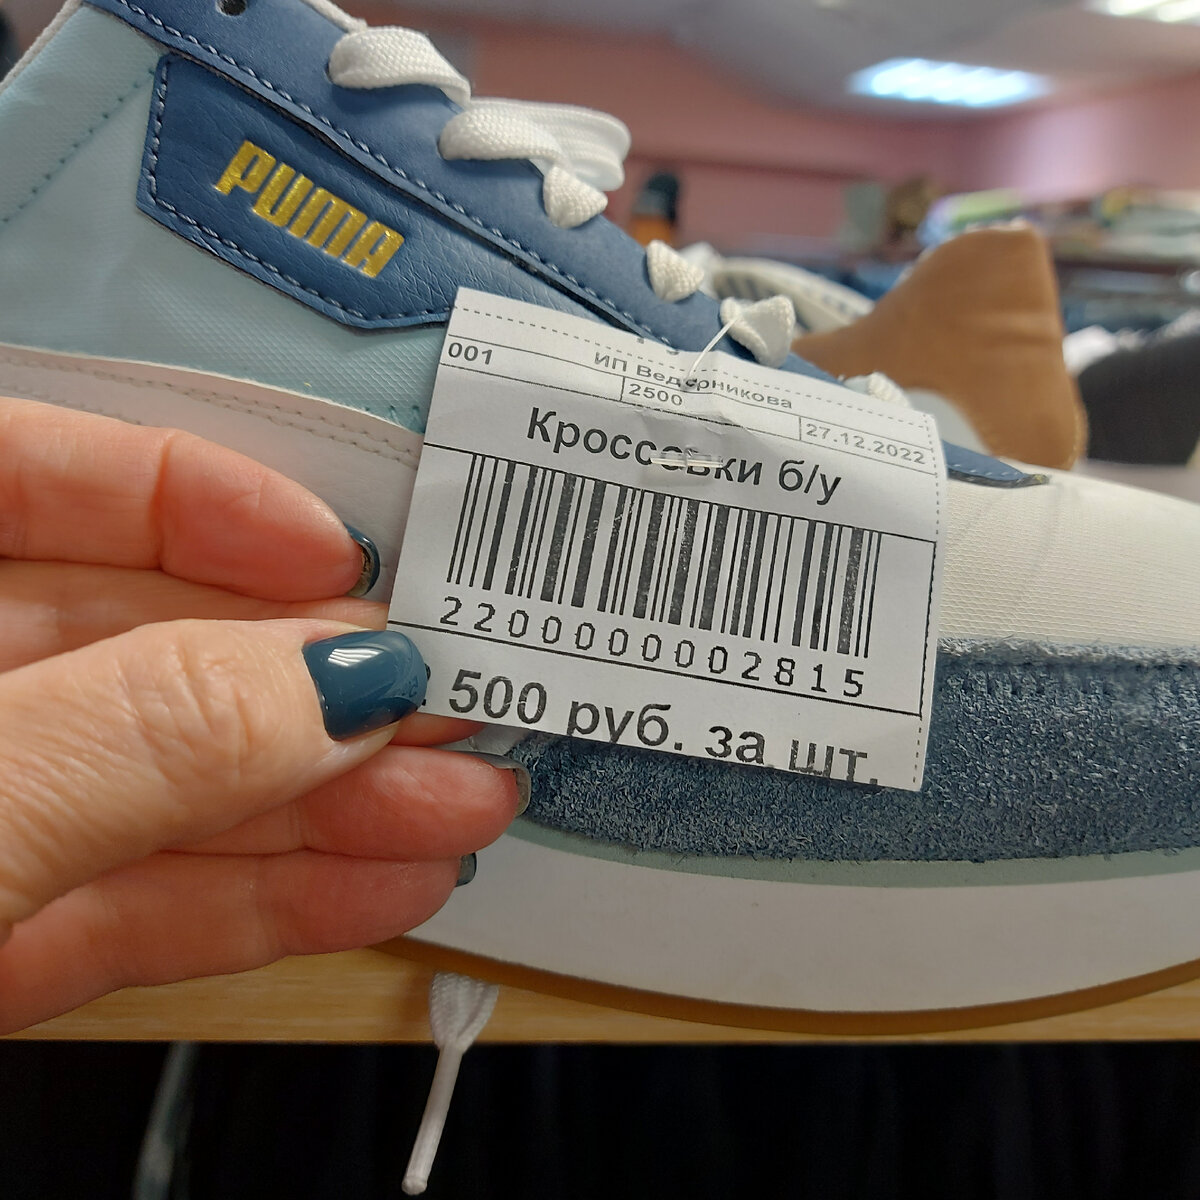 PUMA
ИП Ведерникова
001
2500
27.12.2022
Кроссовки б/у
2200000002815
500 руб. за шт.